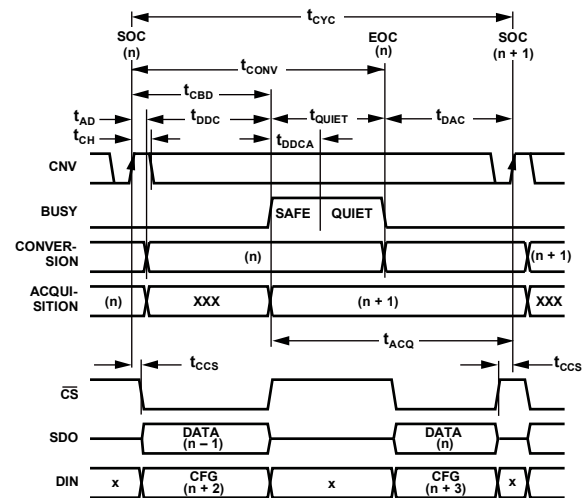 tCYC
SOC
(n)
EOC
(n)
SOC
(n + 1)
tCONV
tCBD
tAD
tDDC
tQUIET
tDAC
tCH
tDDCA
CNV
BUSY
SAFE
QUIET
CONVER-
SION
(n)
(n + 1)
ACQUI-
SITION
(n)
XXX
(n + 1)
XXX
tACQ
tCCS
tCCS
CS
SDO
DATA
(n – 1)
DATA
(n)
DIN
x
CFG
(n + 2)
x
CFG
(n + 3)
x